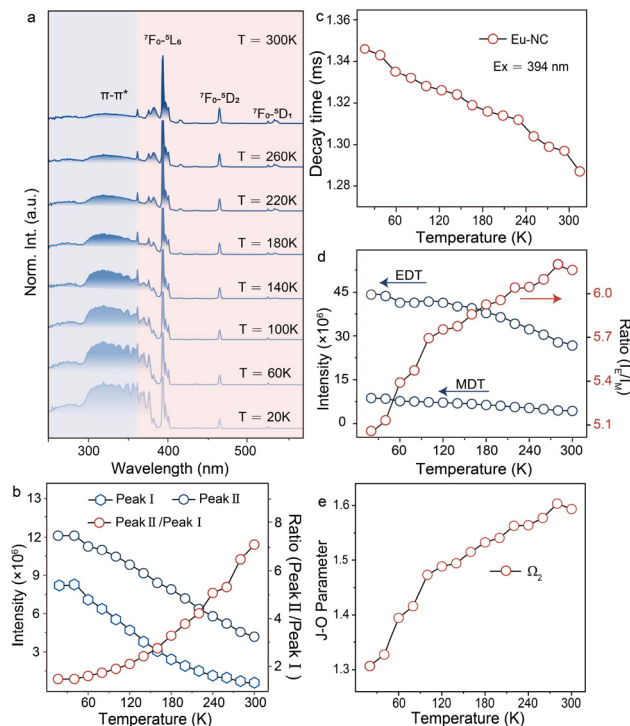 a
⁷F₀-⁵L₆
T = 300K
π-π*
⁷F₀-⁵D₂
⁷F₀-⁵D₁
T = 260K
T = 220K
T = 180K
T = 140K
T = 100K
T = 60K
T = 20K
Norm. Int. (a.u.)
250 300 400 500
Wavelength (nm)
b
Peak I Peak II
Peak II /Peak I
13
12
9
6
3
8
6
4
2
Intensity (×10⁶)
Ratio (Peak II /Peak I)
0 60 120 180 240 300
Temperature (K)
c
Eu-NC
Ex = 394 nm
1.36
1.34
1.32
1.30
1.28
Decay time (ms)
0 60 120 180 240 300
Temperature (K)
d
EDT
MDT
45
30
15
0
6.0
5.7
5.4
5.1
Intensity (×10⁶)
Ratio (I_E/I_M)
0 60 120 180 240 300
Temperature (K)
e
Ω₂
1.6
1.5
1.4
1.3
J-O Parameter
0 60 120 180 240 300
Temperature (K)